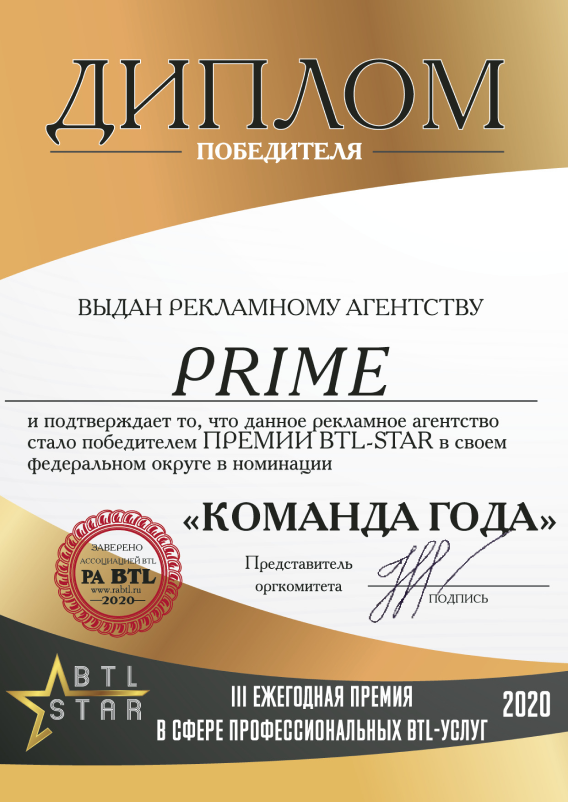 ДИПЛОМ
ПОБЕДИТЕЛЯ
ВЫДАН РЕКЛАМНОМУ АГЕНТСТВУ
PRIME
и подтверждает то, что данное рекламное агентство
стало победителем ПРЕМИИ BTL-STAR в своем
федеральном округе в номинации
«КОМАНДА ГОДА»
ЗАВЕРЕНО
АССОЦИАЦИЕЙ BTL
РА BTL
www.rabtl.ru
2020
Представитель
оргкомитета
ПОДПИСЬ
BTL
STAR
III ЕЖЕГОДНАЯ ПРЕМИЯ
В СФЕРЕ ПРОФЕССИОНАЛЬНЫХ BTL-УСЛУГ
2020